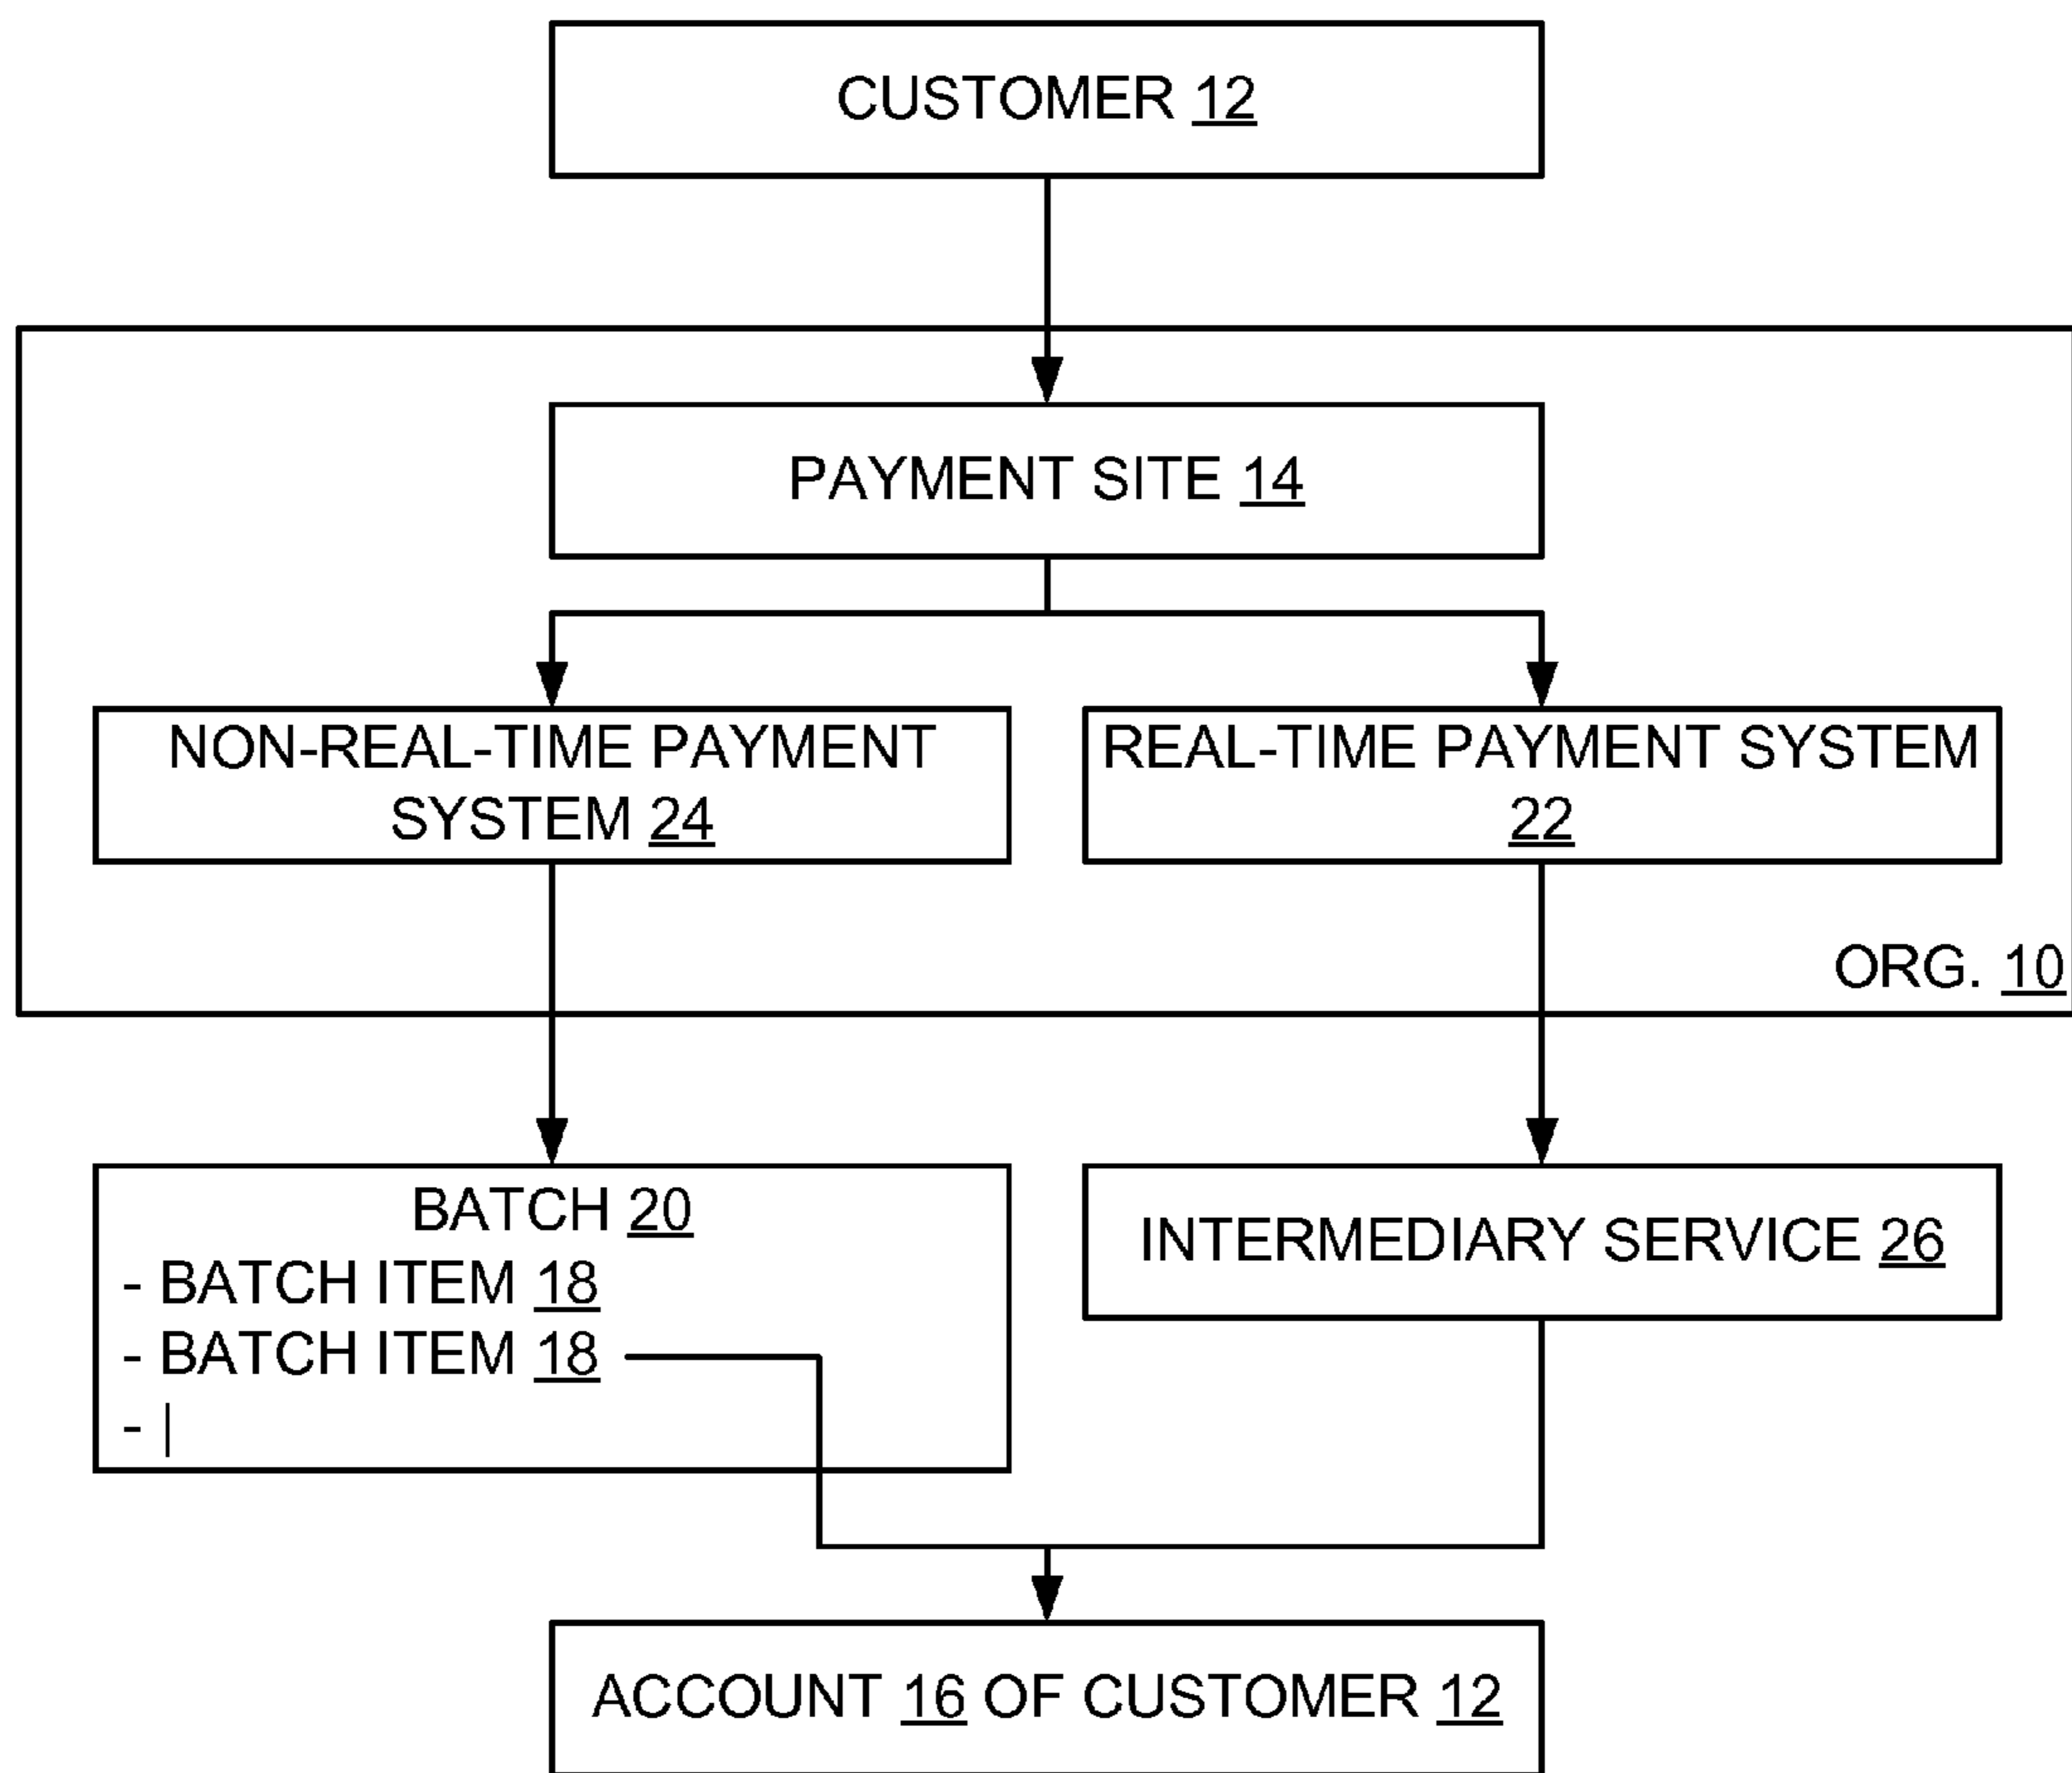 CUSTOMER 12
PAYMENT SITE 14
NON-REAL-TIME PAYMENT
SYSTEM 24
REAL-TIME PAYMENT SYSTEM
22
ORG. 10
BATCH 20
- BATCH ITEM 18
- BATCH ITEM 18
- |
INTERMEDIARY SERVICE 26
ACCOUNT 16 OF CUSTOMER 12